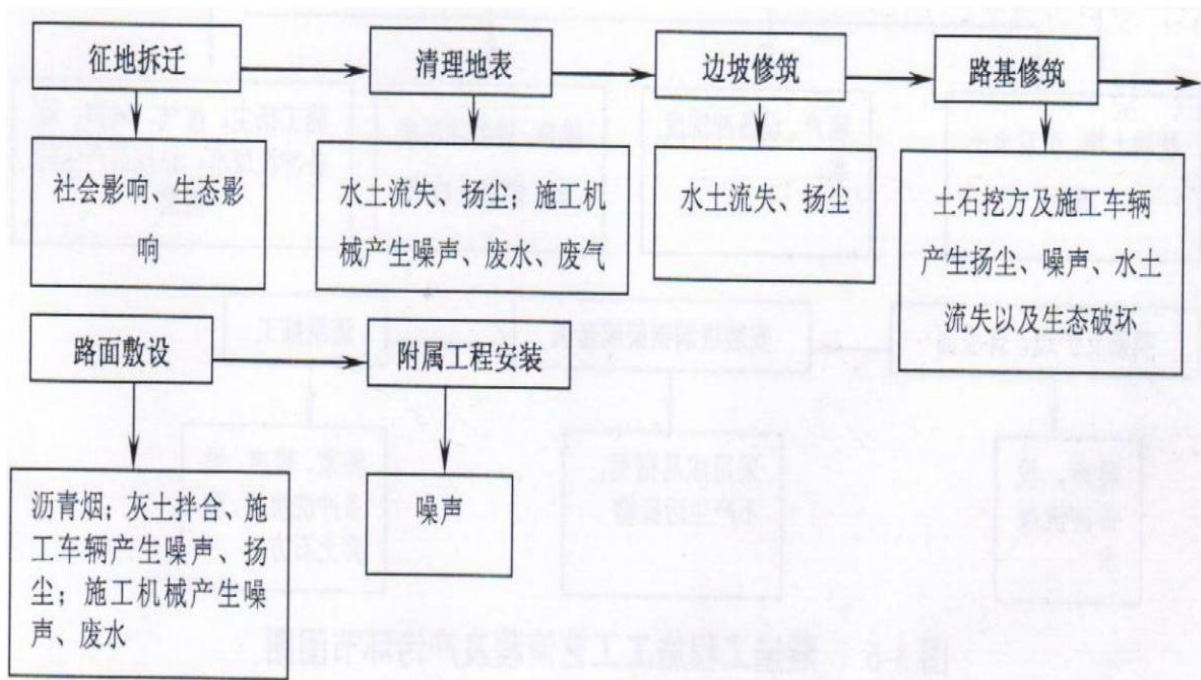 征地拆迁
清理地表
边坡修筑
路基修筑
社会影响、生态影
响
水土流失、扬尘；施工机
械产生噪声、废水、废气
水土流失、扬尘
土石挖方及施工车辆
产生扬尘、噪声、水土
流失以及生态破坏
路面敷设
附属工程安装
沥青烟；灰土拌合、施
工车辆产生噪声、扬
尘；施工机械产生噪
声、废水
噪声